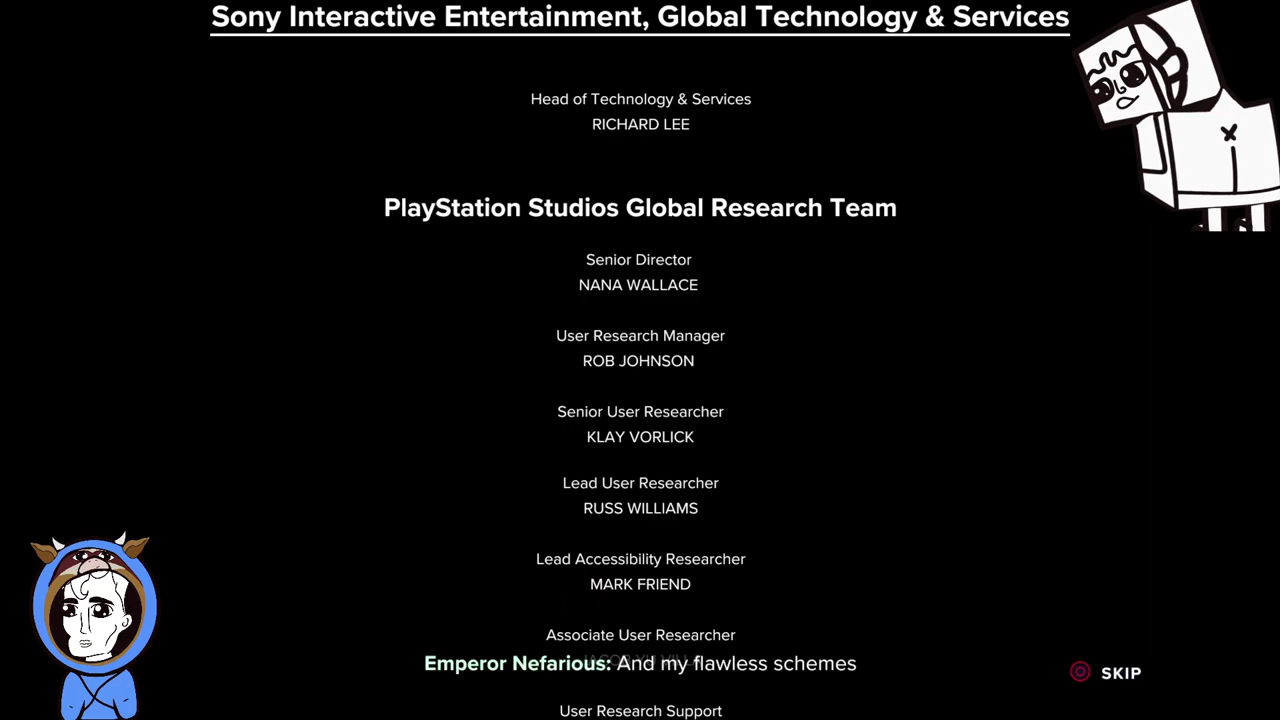 Sony Interactive Entertainment, Global Technology & Services
Head of Technology & Services
RICHARD LEE
PlayStation Studios Global Research Team
Senior Director
NANA WALLACE
User Research Manager
ROB JOHNSON
Senior User Researcher
KLAY VORLICK
Lead User Researcher
RUSS WILLIAMS
Lead Accessibility Researcher
MARK FRIEND
Associate User Researcher
Emperor Nefarious: And my flawless schemes
SKIP
User Research Support